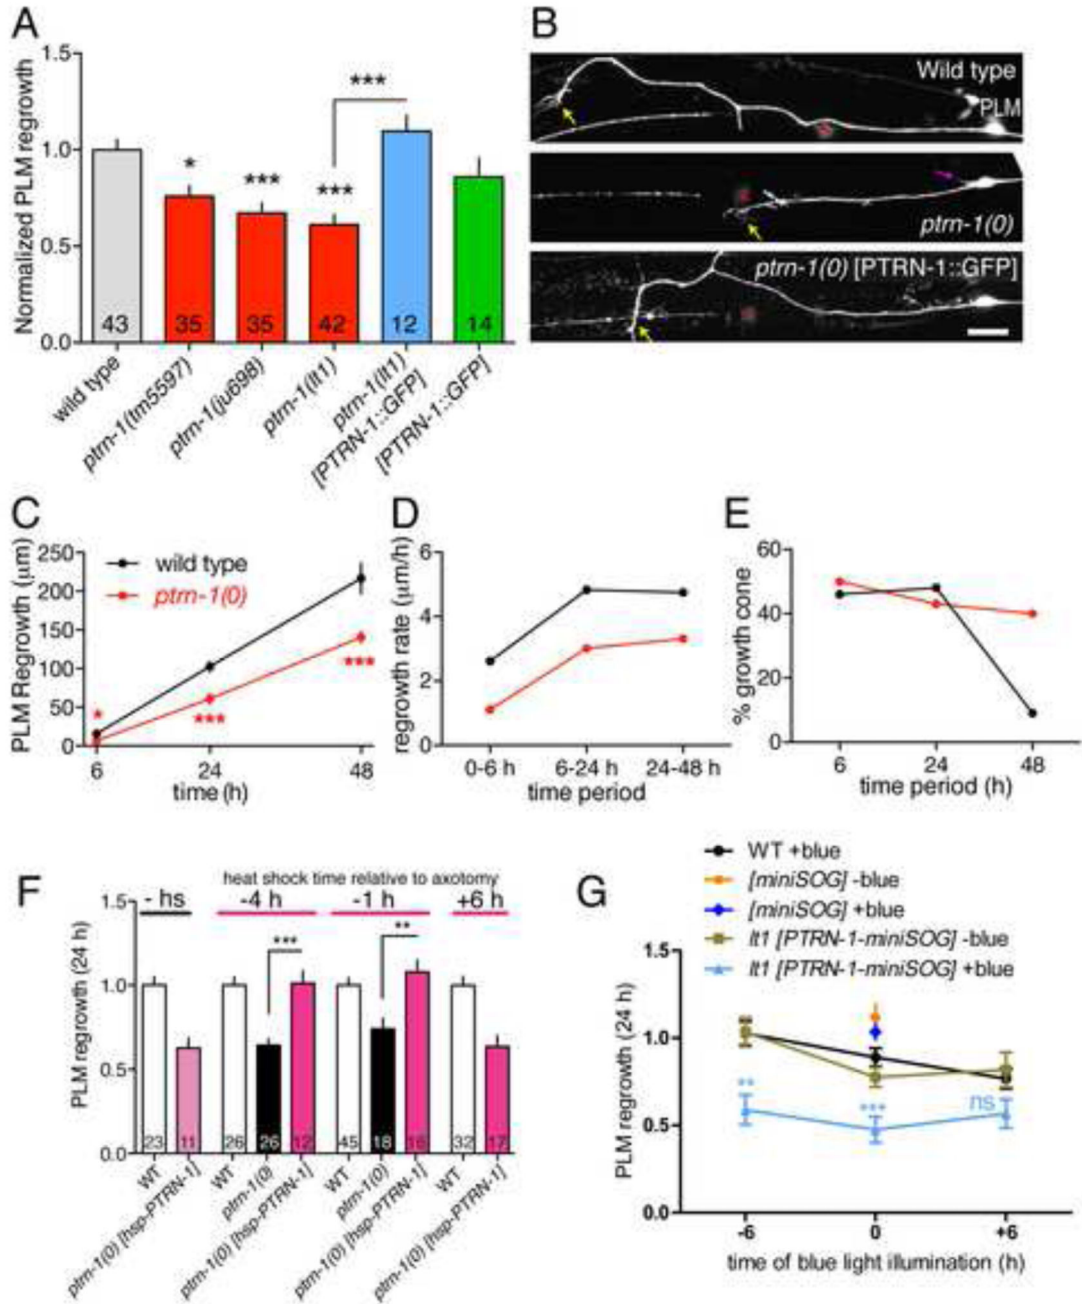 A
Normalized PLM regrowth
1.5
1.0
0.5
0.0
***
*
***
***
43
35
35
42
12
14
wild type
ptrn-1(tm5597)
ptrn-1(ju698)
ptrn-1(lt1)
ptrn-1(lt1)
[PTRN-1::GFP]
[PTRN-1::GFP]
B
Wild type
PLM
ptrn-1(0)
ptrn-1(0) [PTRN-1::GFP]
C
PLM Regrowth (μm)
250
200
150
100
50
0
wild type
ptrn-1(0)
*
***
***
6
24
48
time (h)
D
regrowth rate (μm/h)
6
4
2
0
0-6 h
6-24 h
24-48 h
time period
E
% growth cone
60
40
20
0
6
24
48
time period (h)
F
heat shock time relative to axotomy
- hs
-4 h
-1 h
+6 h
PLM regrowth (24 h)
1.5
1.0
0.5
0.0
***
**
23
11
26
26
12
45
18
16
32
17
WT
ptrn-1(0) [hsp-PTRN-1]
WT
ptrn-1(0)
ptrn-1(0) [hsp-PTRN-1]
WT
ptrn-1(0)
ptrn-1(0) [hsp-PTRN-1]
WT
ptrn-1(0) [hsp-PTRN-1]
G
WT +blue
[miniSOG] -blue
[miniSOG] +blue
lt1 [PTRN-1-miniSOG] -blue
lt1 [PTRN-1-miniSOG] +blue
PLM regrowth (24 h)
1.5
1.0
0.5
0.0
**
***
ns
-6
0
+6
time of blue light illumination (h)